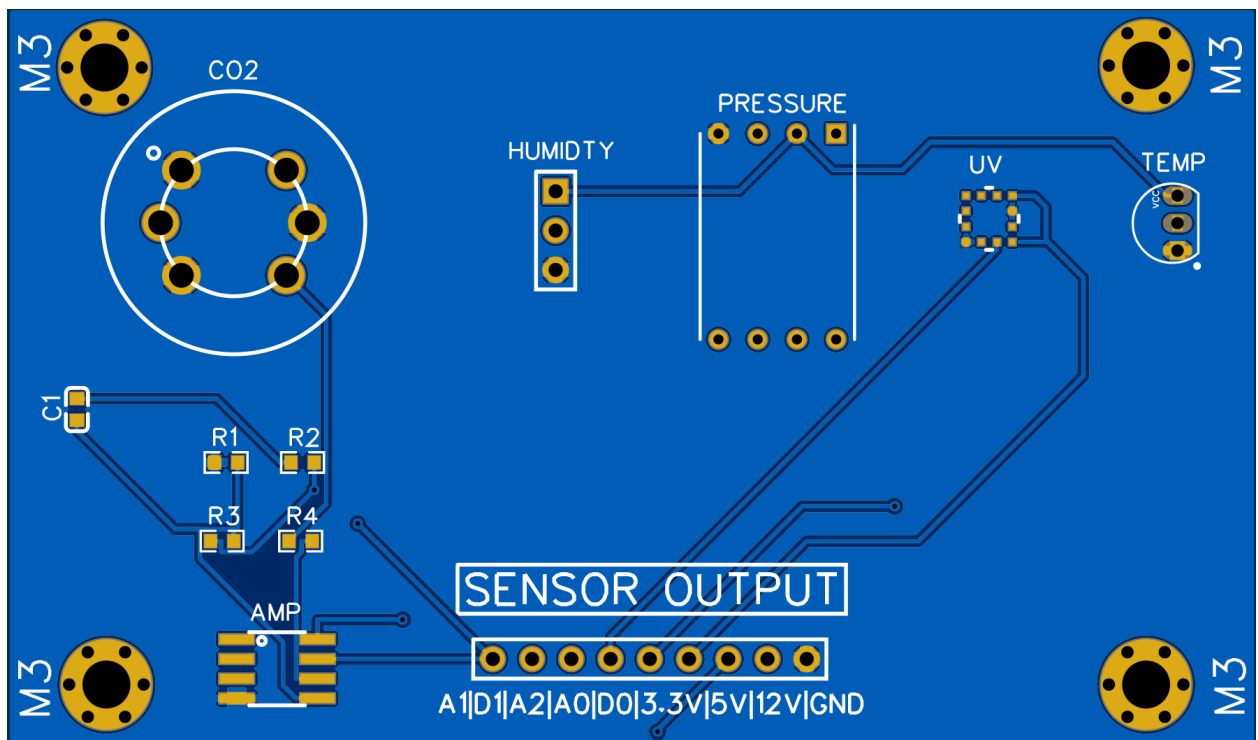 M3
M3
CO2
PRESSURE
HUMIDTY
UV
TEMP
VCC
C1
R1
R2
R3
R4
SENSOR OUTPUT
AMP
M3
M3
A1|D1|A2|A0|D0|3.3V|5V|12V|GND